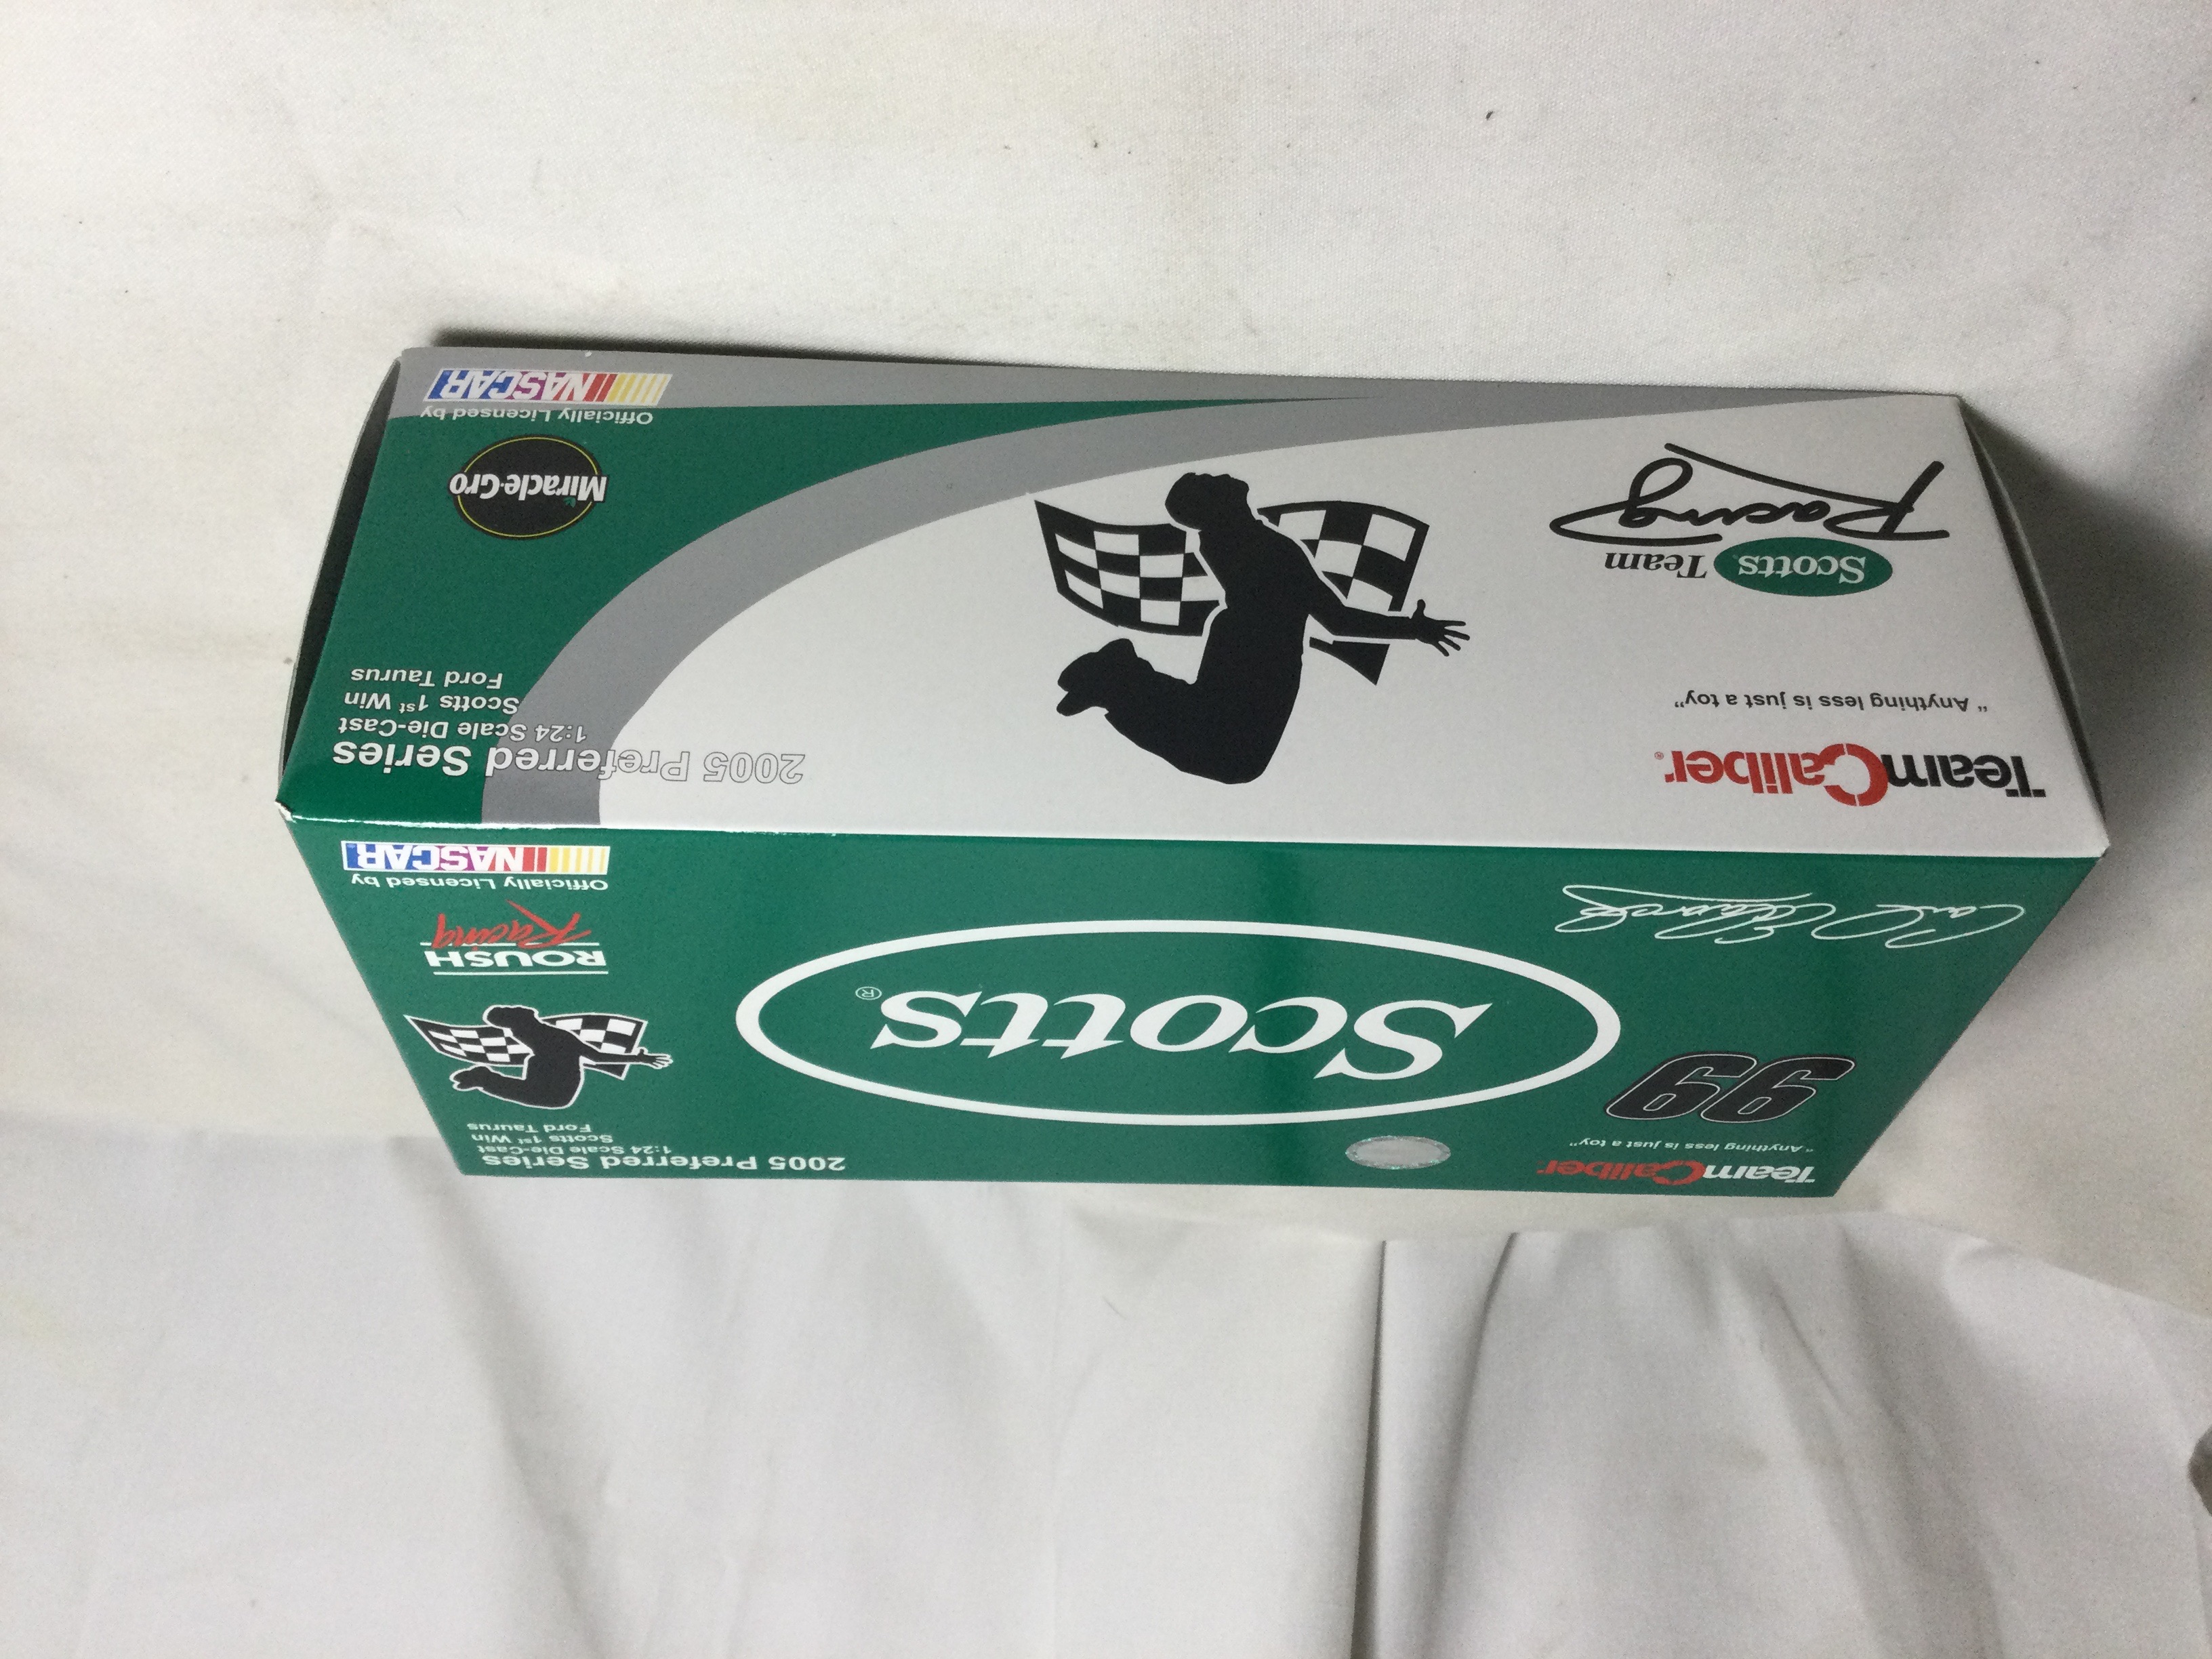 TeamCaliber
"Anything less is just a toy"
99
Carl Edwards
Scotts®
2005 Preferred Series
1:24 Scale Die-Cast
Scotts 1st Win
Ford Taurus
ROUSH
Racing
Officially Licensed by
NASCAR
TeamCaliber®
"Anything less is just a toy"
Scotts Team
Racing
2005 Preferred Series
1:24 Scale Die-Cast
Scotts 1st Win
Ford Taurus
Miracle-Gro
Officially Licensed by
NASCAR